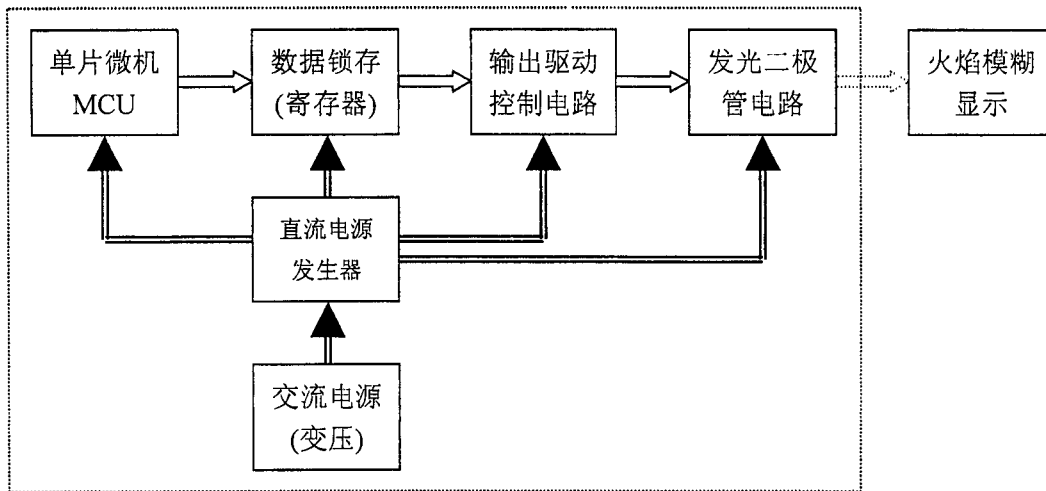 单片微机
MCU
数据锁存
(寄存器)
输出驱动
控制电路
发光二极
管电路
火焰模糊
显示
直流电源
发生器
交流电源
(变压)